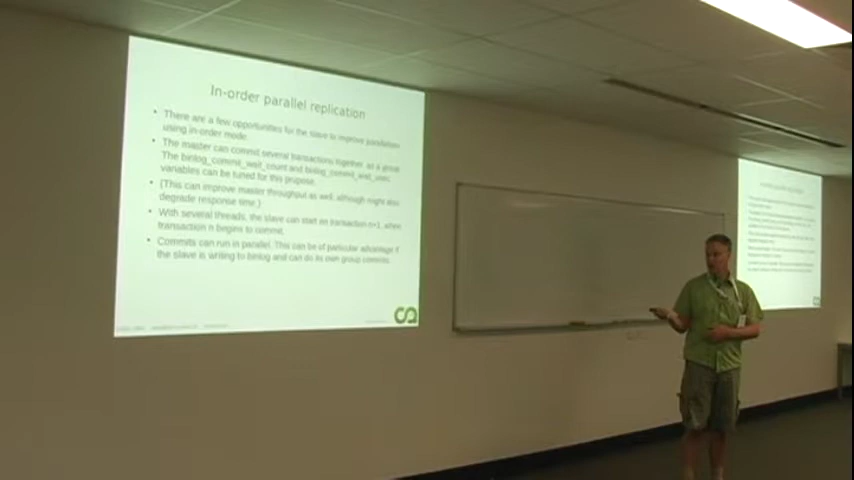 In-order parallel replication
• There are a few opportunities for the slave to improve parallelism
using in-order mode.
• The master can commit several transactions together, as a group.
The binlog_commit_wait_count and binlog_commit_wait_usec
variables can be tuned for this purpose.
• (This can improve master throughput as well, although might also
degrade response time.)
• With several threads, the slave can start on transaction n+1, when
transaction n begins to commit.
• Commits can run in parallel. This can be of particular advantage if
the slave is writing to binlog and can do its own group commits.